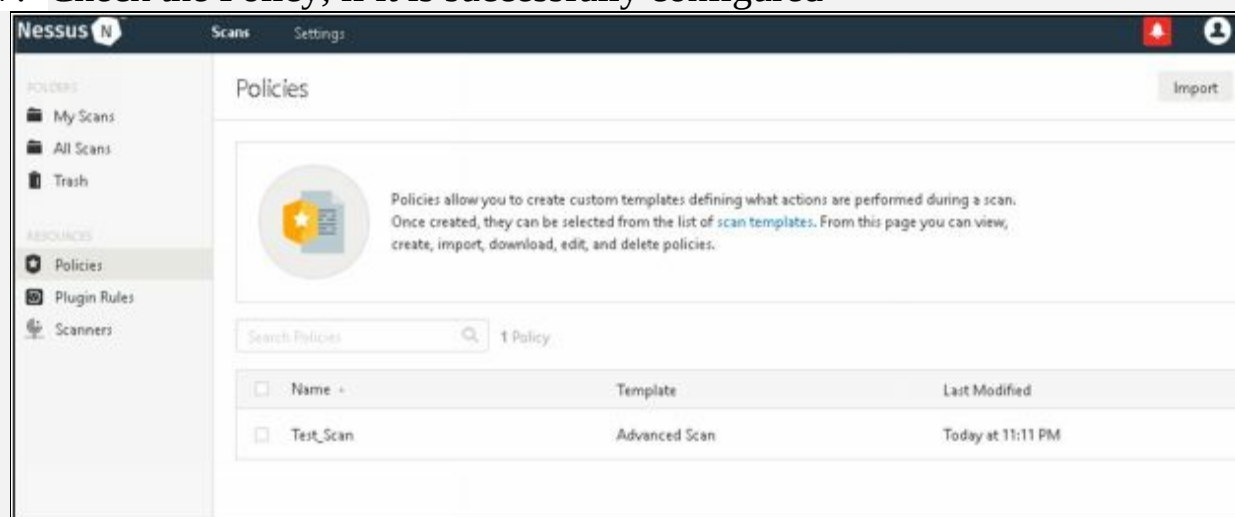 Check the Policy, if it is successfully configured
Nessus N
Scans
Settings
FOLDERS
My Scans
All Scans
Trash
RESOURCES
Policies
Plugin Rules
Scanners
Policies
Import
Policies allow you to create custom templates defining what actions are performed during a scan.
Once created, they can be selected from the list of scan templates. From this page you can view,
create, import, download, edit, and delete policies.
Search Policies
1 Policy
Name
Template
Last Modified
Test_Scan
Advanced Scan
Today at 11:11 PM